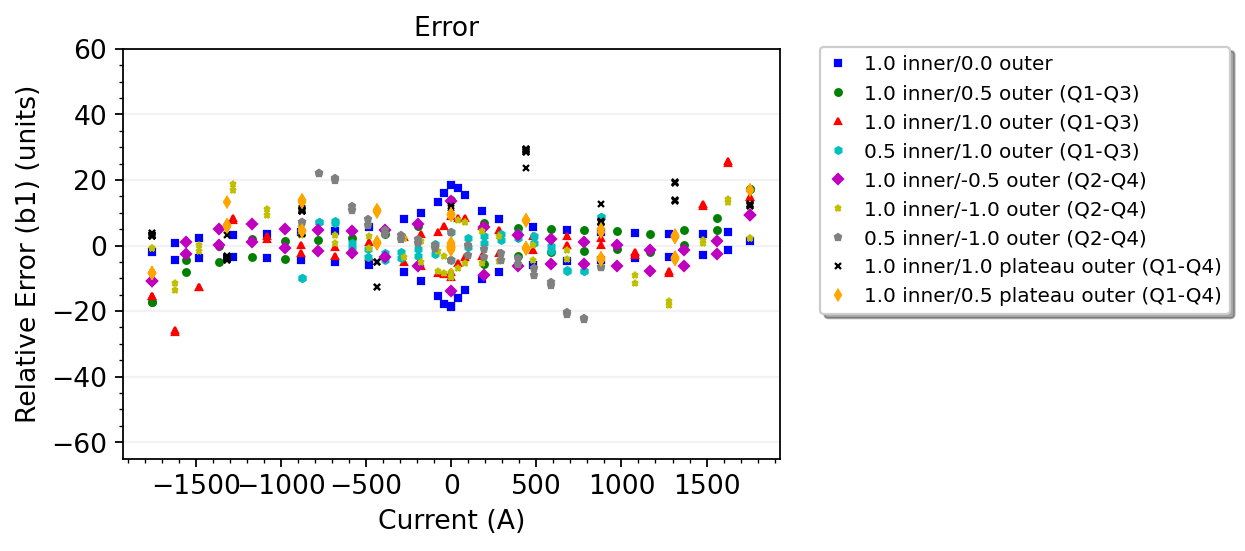 Error
Relative Error (b1) (units)
60
40
20
0
−20
−40
−60
−1500 −1000 −500 0 500 1000 1500
Current (A)
1.0 inner/0.0 outer
1.0 inner/0.5 outer (Q1-Q3)
1.0 inner/1.0 outer (Q1-Q3)
0.5 inner/1.0 outer (Q1-Q3)
1.0 inner/-0.5 outer (Q2-Q4)
1.0 inner/-1.0 outer (Q2-Q4)
0.5 inner/-1.0 outer (Q2-Q4)
1.0 inner/1.0 plateau outer (Q1-Q4)
1.0 inner/0.5 plateau outer (Q1-Q4)